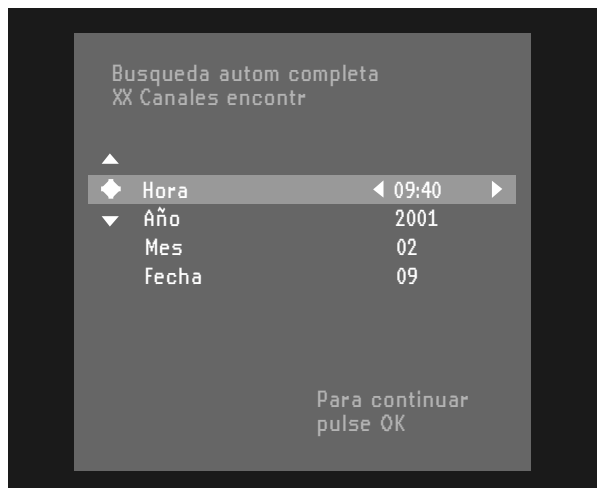 Busqueda autom completa
XX Canales encontr
Hora 09:40
Año 2001
Mes 02
Fecha 09
Para continuar
pulse OK